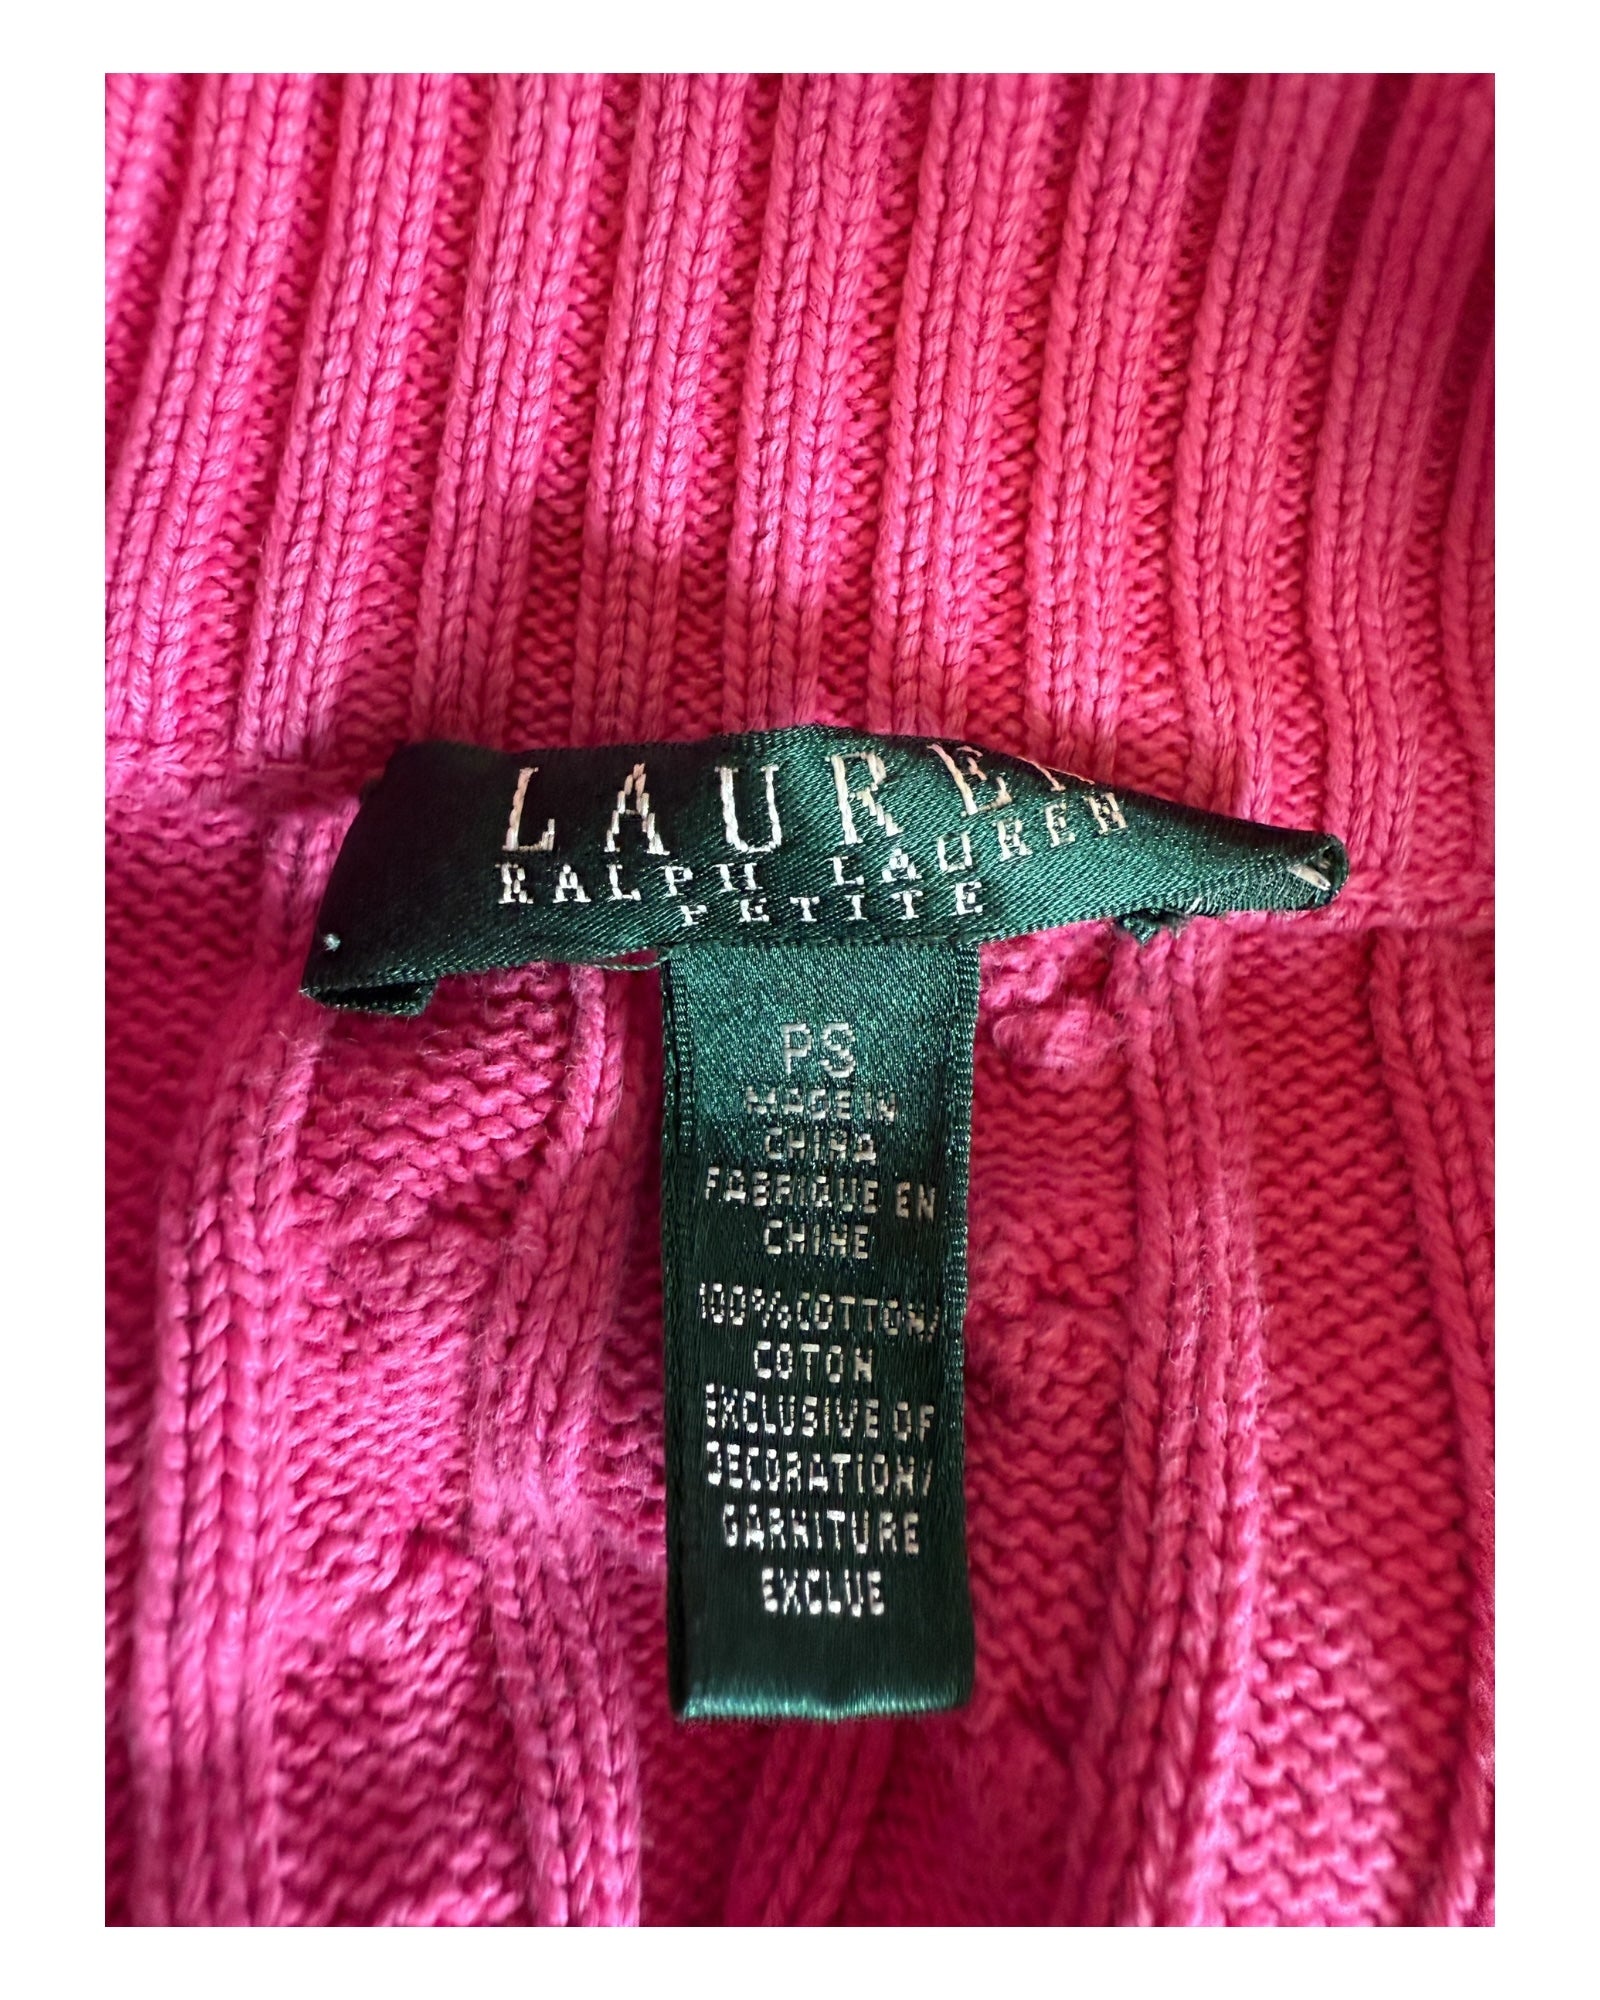 LAUREN
RALPH LAUREN
PETITE
PS
MADE IN
CHINA
FABRIQUE EN
CHINE
100% COTTON/
COTON
EXCLUSIVE OF
DECORATION/
GARNITURE
EXCLUE